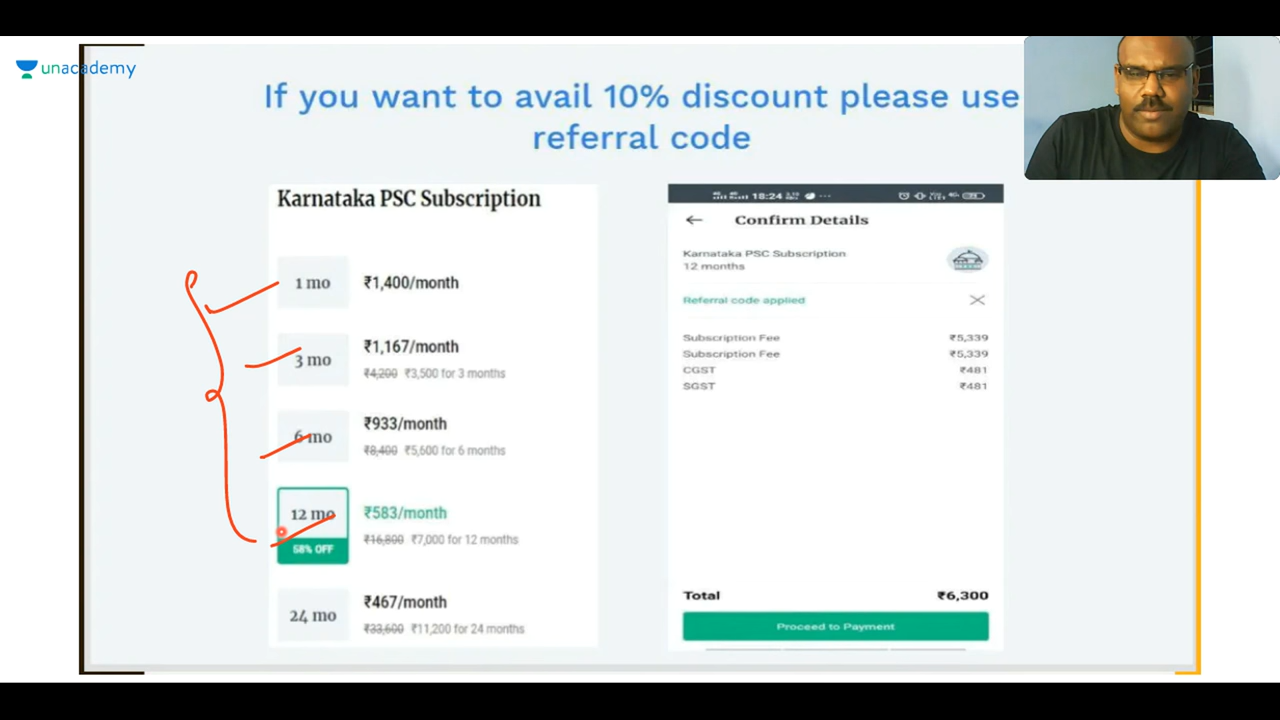 unacademy
If you want to avail 10% discount please use
referral code
Karnataka PSC Subscription
1 mo ₹1,400/month
3 mo ₹1,167/month
₹4,200 ₹3,500 for 3 months
6 mo ₹933/month
₹8,400 ₹5,600 for 6 months
12 mo ₹583/month
58% OFF ₹16,800 ₹7,000 for 12 months
24 mo ₹467/month
₹33,600 ₹11,200 for 24 months
18:24
Confirm Details
Karnataka PSC Subscription
12 months
Referral code applied
Subscription Fee ₹5,339
Subscription Fee ₹5,339
CGST ₹481
SGST ₹481
Total ₹6,300
Proceed to Payment